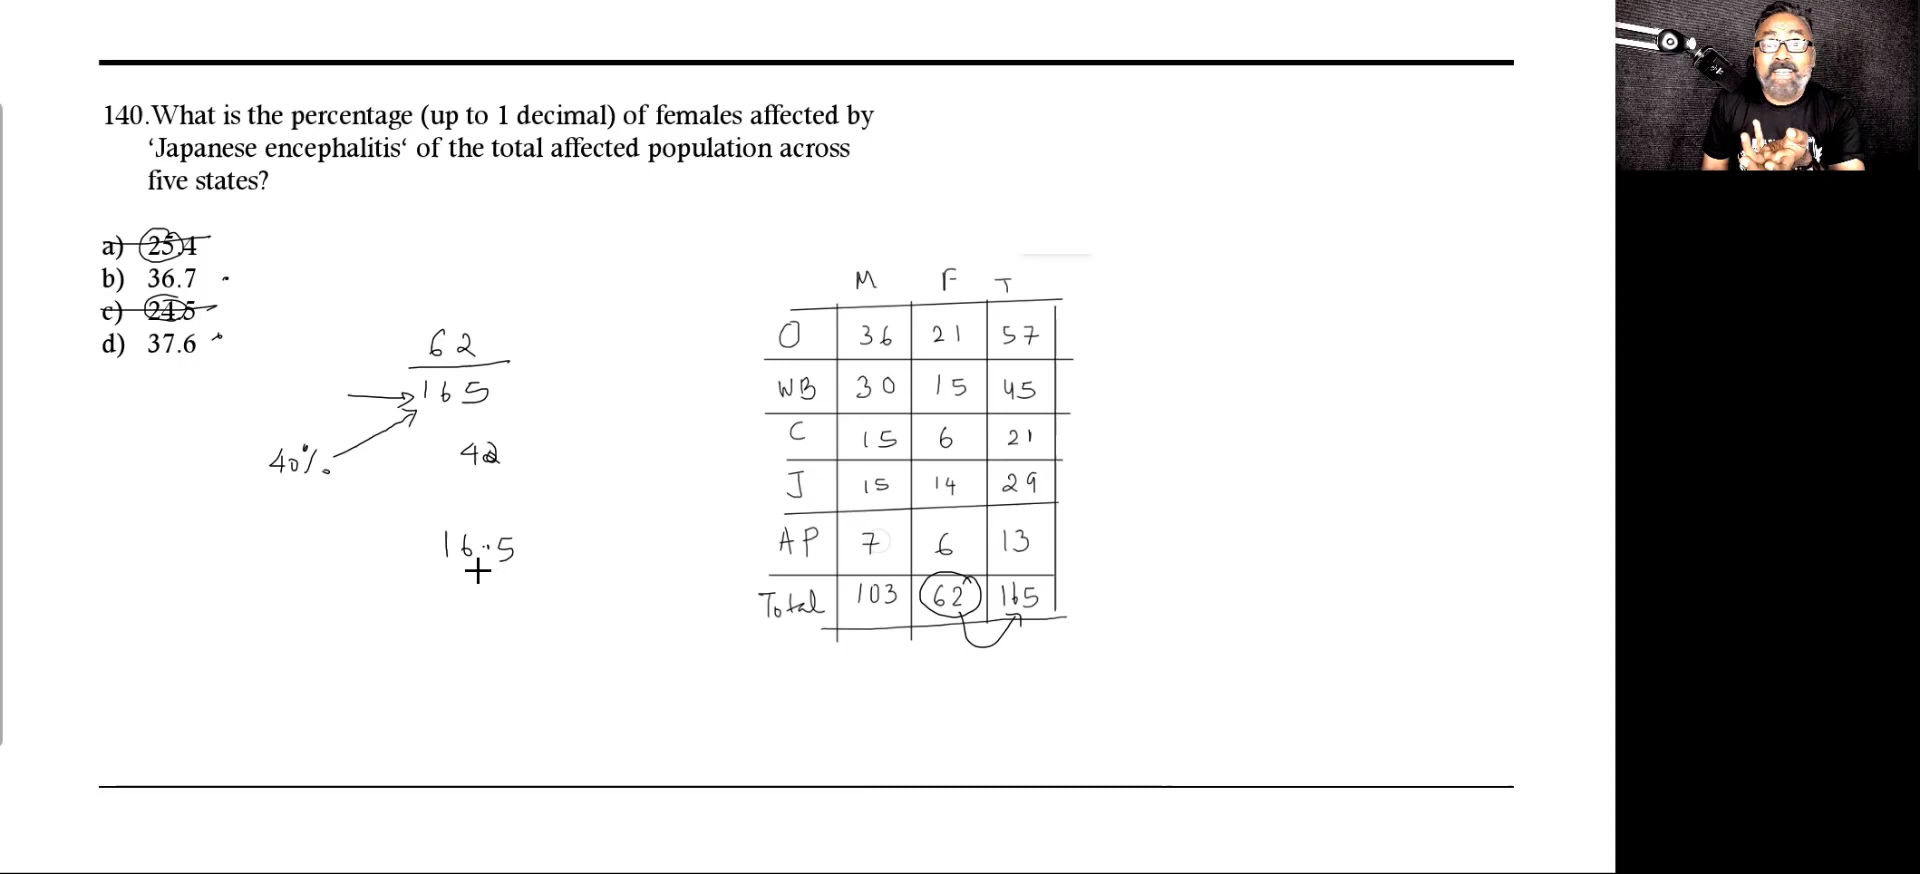 140.What is the percentage (up to 1 decimal) of females affected by
‘Japanese encephalitis‘ of the total affected population across
five states?
a) 25.4
b) 36.7
c) 24.5
d) 37.6
62
165
40%
42
16.5
M F T
O 36 21 57
WB 30 15 45
C 15 6 21
J 15 14 29
AP 7 6 13
Total 103 62 165